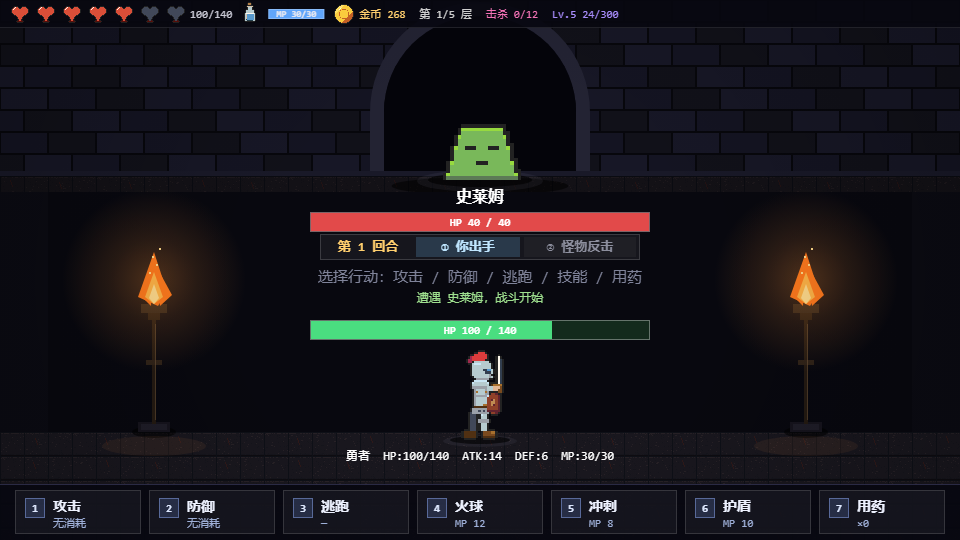 100/140 MP 30/30 金币 268 第 1/5 层 击杀 0/12 Lv.5 24/300
史莱姆
HP 40 / 40
第 1 回合 ① 你出手 ② 怪物反击
选择行动: 攻击 / 防御 / 逃跑 / 技能 / 用药
遭遇 史莱姆, 战斗开始
HP 100 / 140
勇者 HP:100/140 ATK:14 DEF:6 MP:30/30
1 攻击 2 防御 3 逃跑 4 火球 5 冲刺 6 护盾 7 用药
无消耗 无消耗 — MP 12 MP 8 MP 10 ×0